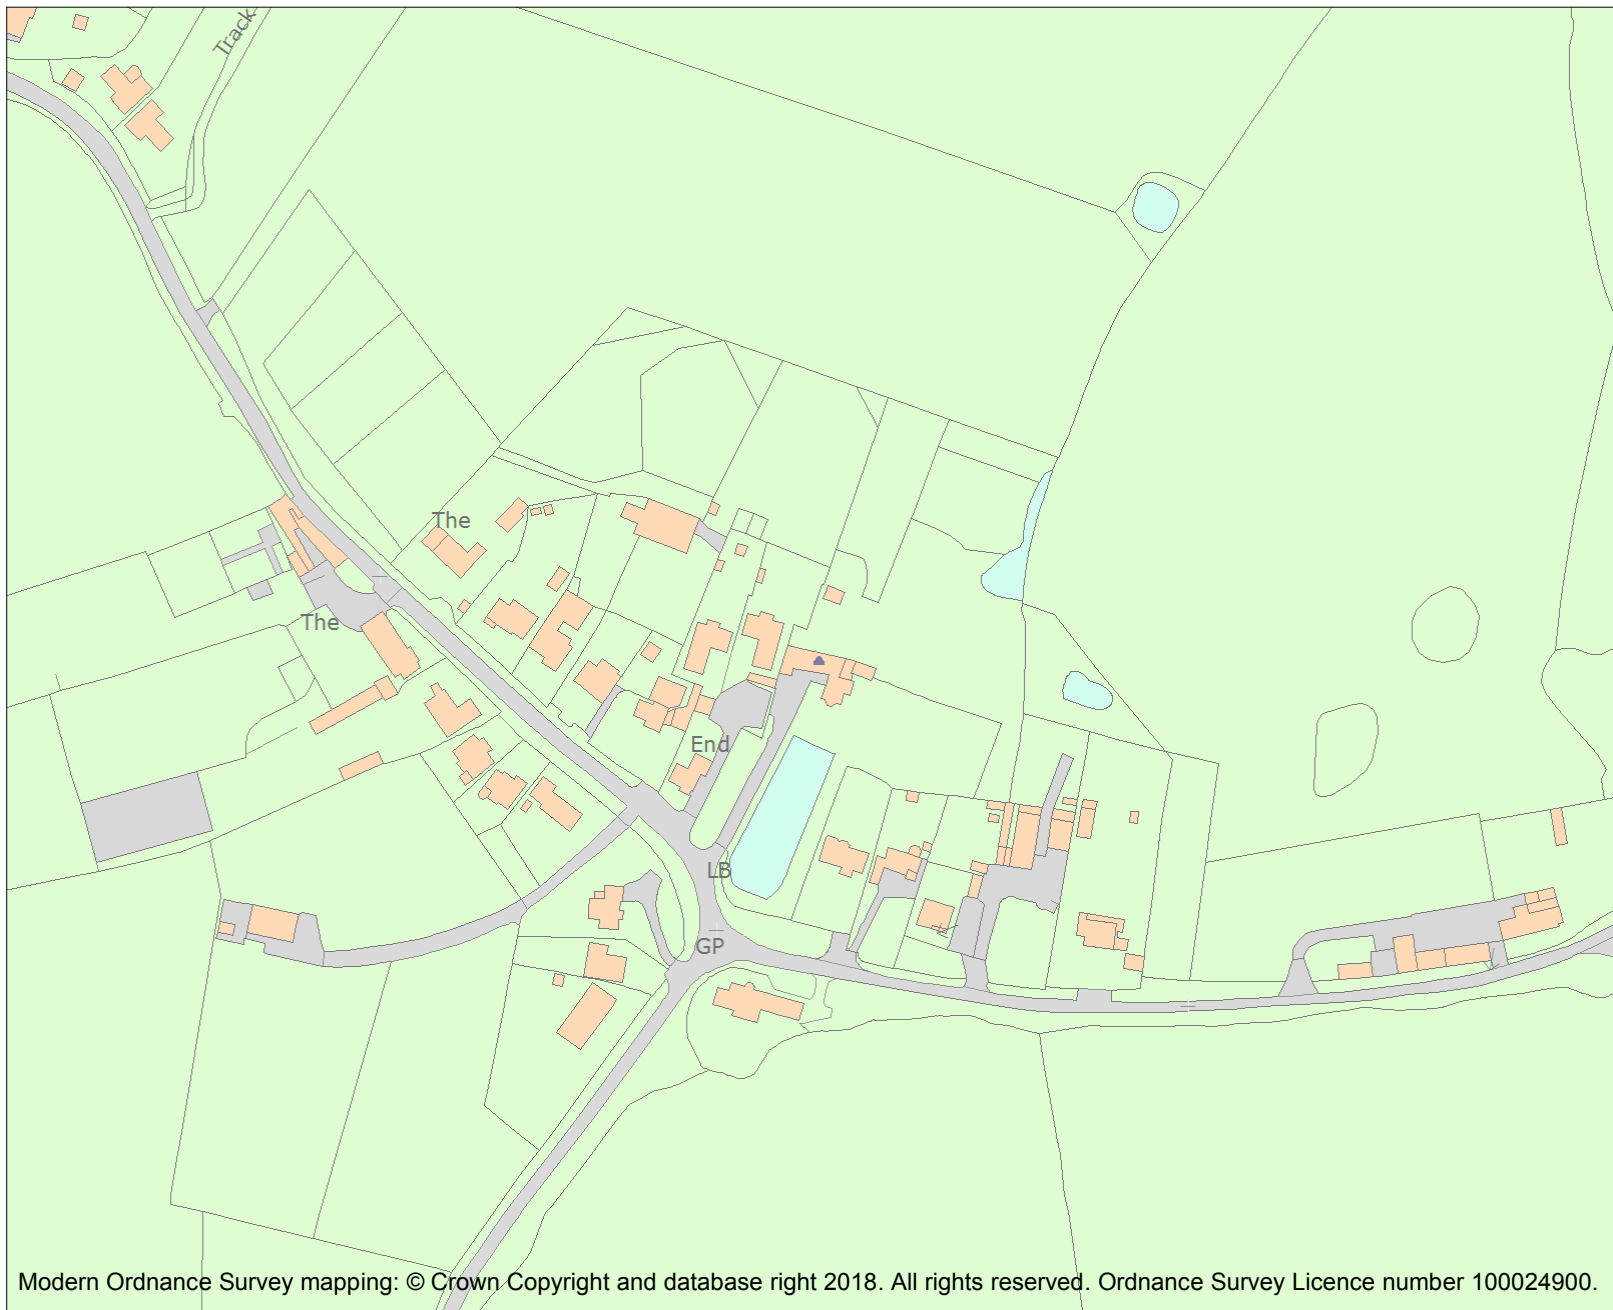 Track
The
The
End
LB
GP
Modern Ordnance Survey mapping: © Crown Copyright and database right 2018. All rights reserved. Ordnance Survey Licence number 100024900.